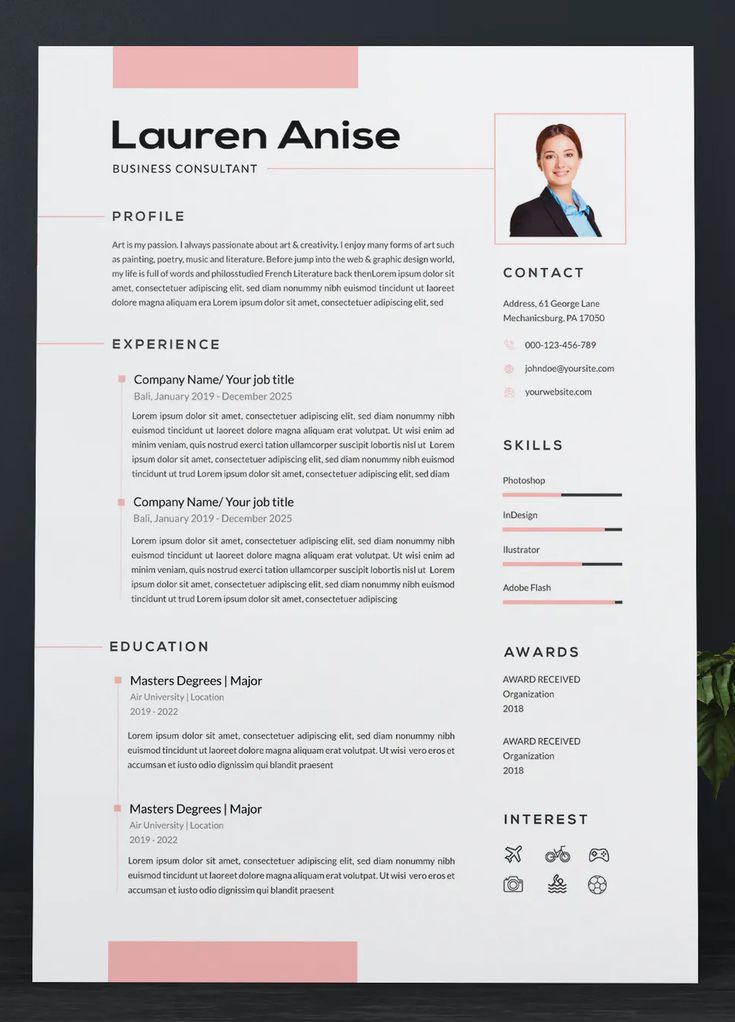 Lauren Anise
BUSINESS CONSULTANT
PROFILE
Art is my passion. I always passionate about art & creativity. I enjoy many forms of art such
as painting, poetry, music and literature. Before jump into the web & graphic design world,
my life is full of words and philosstudied French Literature back thenLorem ipsum dolor sit
amet, consectetuer adipiscing elit, sed diam nonummy nibh euismod tincidunt ut laoreet
dolore magna aliquam era Lorem ipsum dolor sit amet, consectetuer adipiscing elit, sed
EXPERIENCE
Company Name/ Your job title
Bali, January 2019 - December 2025
Lorem ipsum dolor sit amet, consectetuer adipiscing elit, sed diam nonummy nibh
euismod tincidunt ut laoreet dolore magna aliquam erat volutpat. Ut wisi enim ad
minim veniam, quis nostrud exerci tation ullamcorper suscipit lobortis nisl ut Lorem
ipsum dolor sit amet, consectetuer adipiscing elit, sed diam nonummy nibh euismod
tincidunt ut trud Lorem ipsum dolor sit amet, consectetuer adipiscing elit, sed diam
Company Name/ Your job title
Bali, January 2019 - December 2025
Lorem ipsum dolor sit amet, consectetuer adipiscing elit, sed diam nonummy nibh
euismod tincidunt ut laoreet dolore magna aliquam erat volutpat. Ut wisi enim ad
minim veniam, quis nostrud exerci tation ullamcorper suscipit lobortis nisl ut Lorem
ipsum dolor sit amet, consectetuer adipiscing elit, sed diam nonummy nibh euismod
tincidunt ut trud Lorem ipsum dolor sit amet, consectetuer adipiscing
EDUCATION
Masters Degrees | Major
Air University | Location
2019 - 2022
Lorem ipsum dolor sit amet, consectetuer adipiscing elit, sed diam nonummy nibh
euismod tincidunt ut laoreet dolore magna aliquam erat volutpat. Ut wisi vero eros et
accumsan et iusto odio dignissim qui blandit praesent
Masters Degrees | Major
Air University | Location
2019 - 2022
Lorem ipsum dolor sit amet, consectetuer adipiscing elit, sed diam nonummy nibh
euismod tincidunt ut laoreet dolore magna aliquam erat volutpat. Ut wisi vero eros et
accumsan et iusto odio dignissim qui blandit praesent
CONTACT
Address, 61 George Lane
Mechanicsburg, PA 17050
000-123-456-789
johndoe@yoursite.com
yourwebsite.com
SKILLS
Photoshop
InDesign
Ilustrator
Adobe Flash
AWARDS
AWARD RECEIVED
Organization
2018
AWARD RECEIVED
Organization
2018
INTEREST